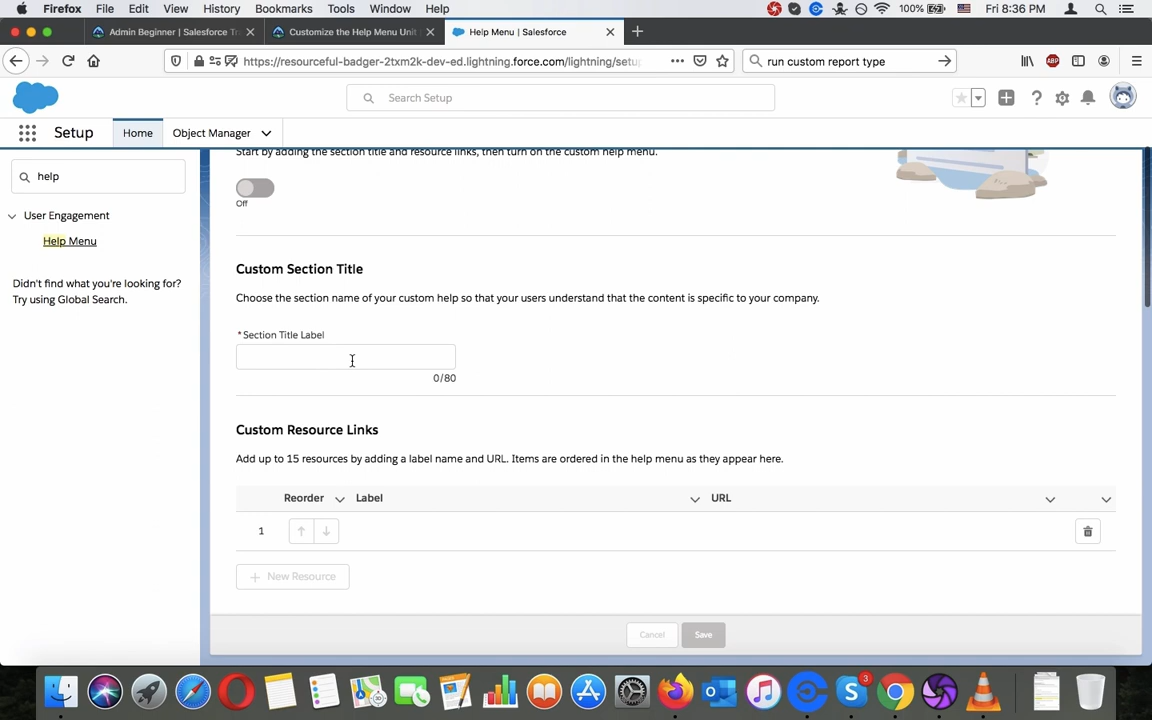 Firefox File Edit View History Bookmarks Tools Window Help 100% Fri 8:36 PM
Admin Beginner | Salesforce Tr
Customize the Help Menu Unit
Help Menu | Salesforce
https://resourceful-badger-2txm2k-dev-ed.lightning.force.com/lightning/setu
run custom report type
ABP
Search Setup
Setup Home Object Manager
help
User Engagement
Help Menu
Didn't find what you're looking for?
Try using Global Search.
Start by adding the section title and resource links, then turn on the custom help menu.
Off
Custom Section Title
Choose the section name of your custom help so that your users understand that the content is specific to your company.
*Section Title Label
0/80
Custom Resource Links
Add up to 15 resources by adding a label name and URL. Items are ordered in the help menu as they appear here.
Reorder Label URL
1
New Resource
Cancel Save
3